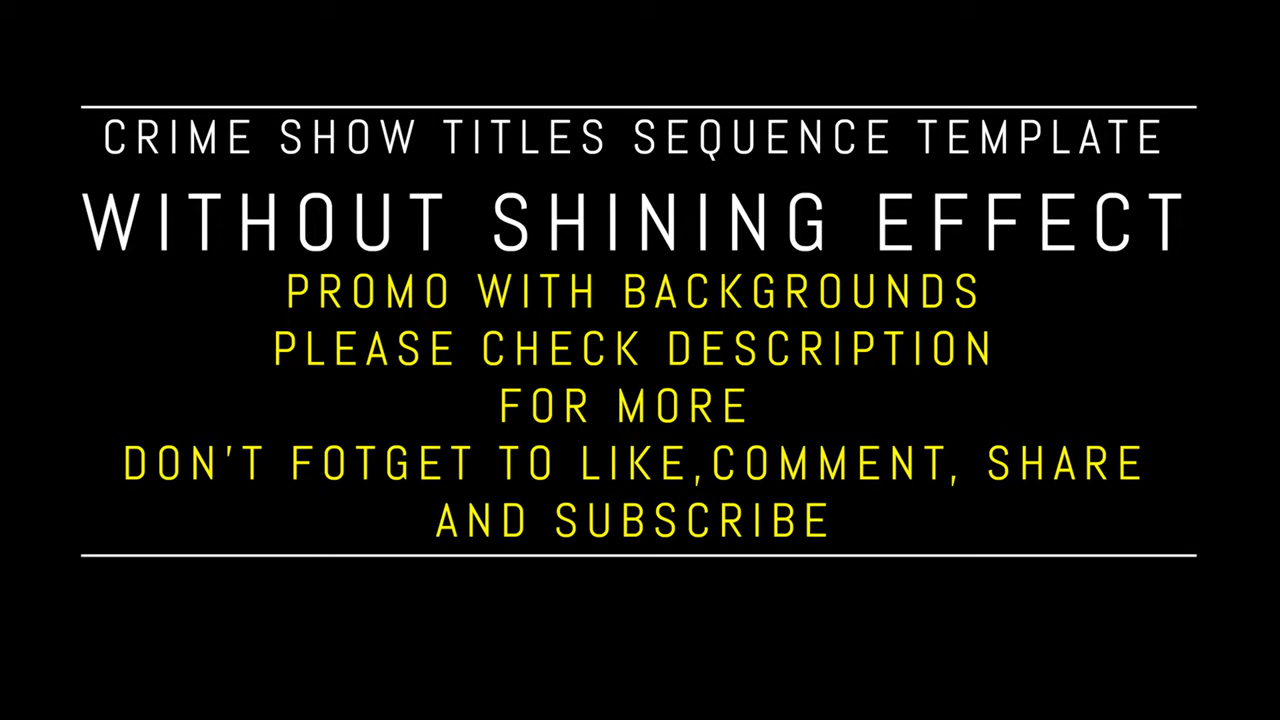 CRIME SHOW TITLES SEQUENCE TEMPLATE
WITHOUT SHINING EFFECT
PROMO WITH BACKGROUNDS
PLEASE CHECK DESCRIPTION
FOR MORE
DON'T FOTGET TO LIKE,COMMENT, SHARE
AND SUBSCRIBE